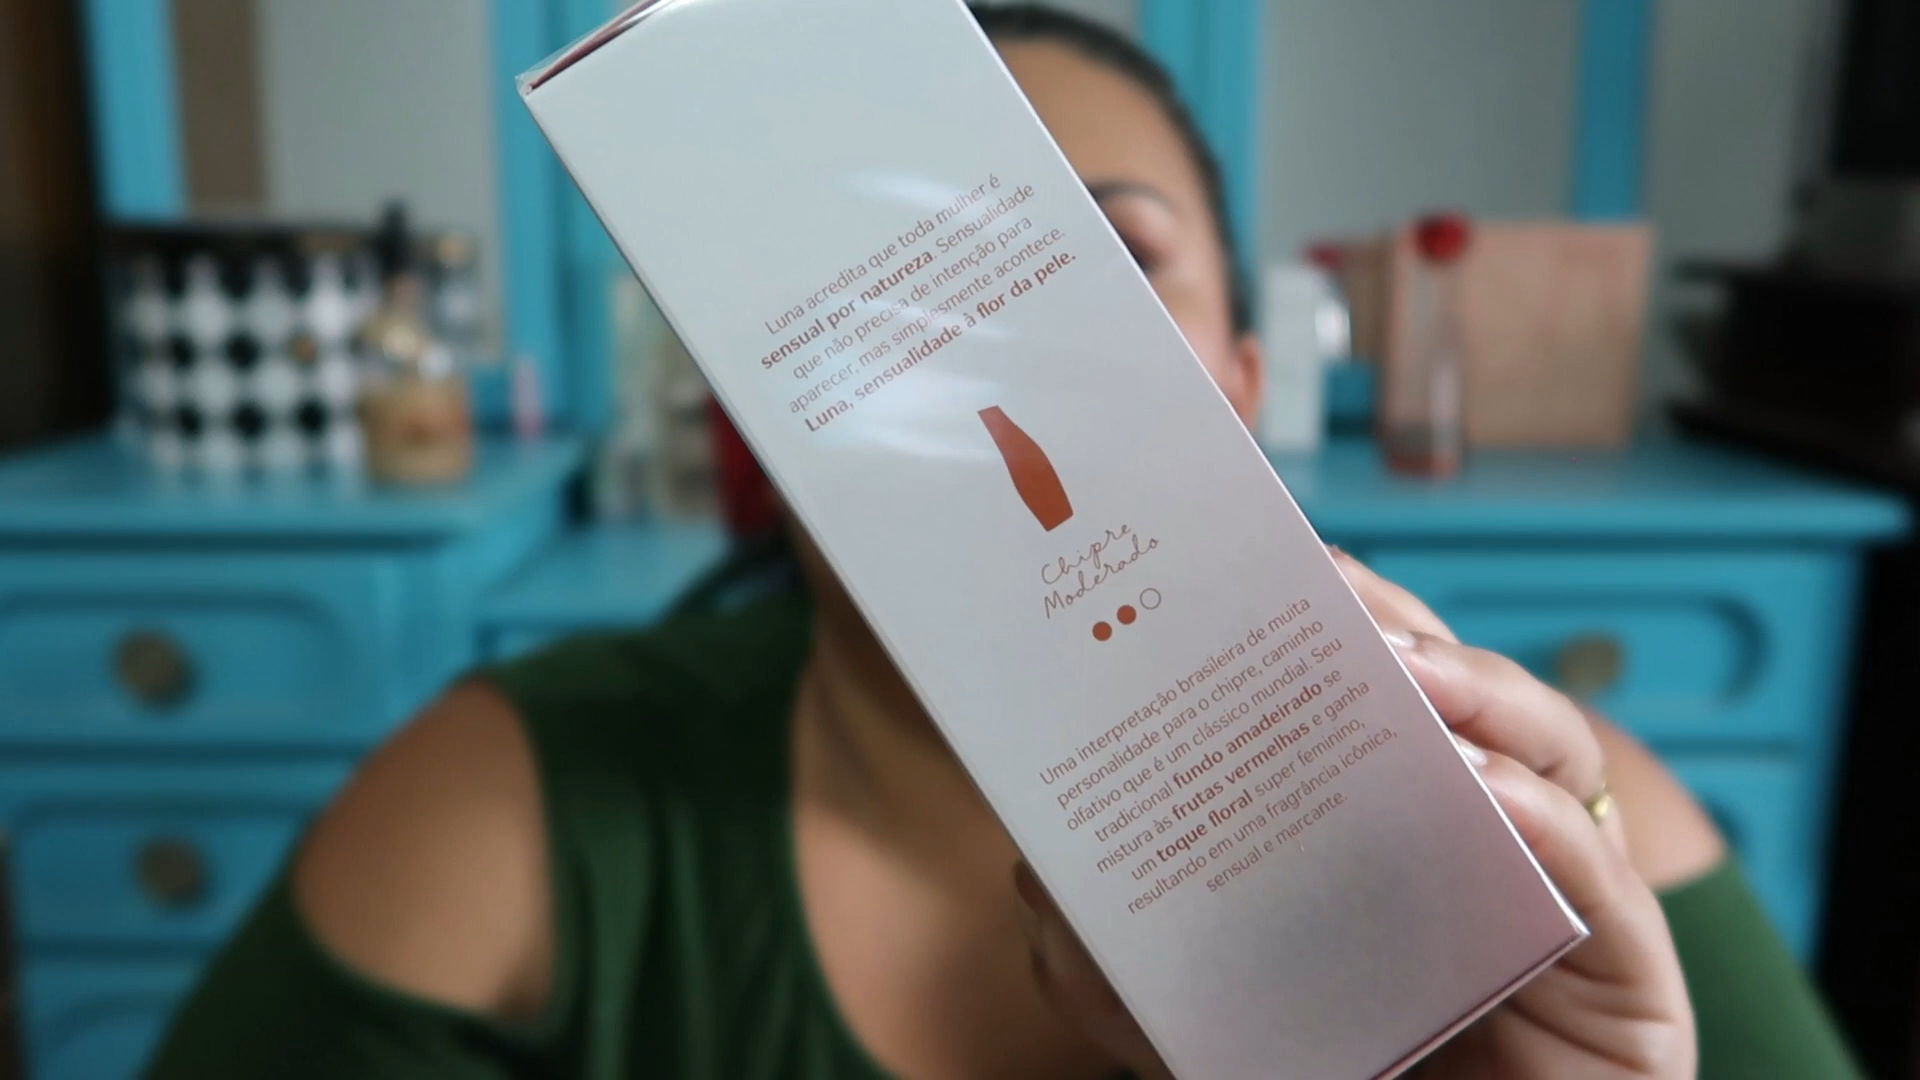 Luna acredita que toda mulher é
sensual por natureza. Sensualidade
que não precisa de intenção para
aparecer, mas simplesmente acontece.
Luna, sensualidade à flor da pele.
Chipre
Moderado
Uma interpretação brasileira de muita
personalidade para o chipre, caminho
olfativo que é um clássico mundial. Seu
tradicional fundo amadeirado se
mistura às frutas vermelhas e ganha
um toque floral super feminino,
resultando em uma fragrância icônica,
sensual e marcante.